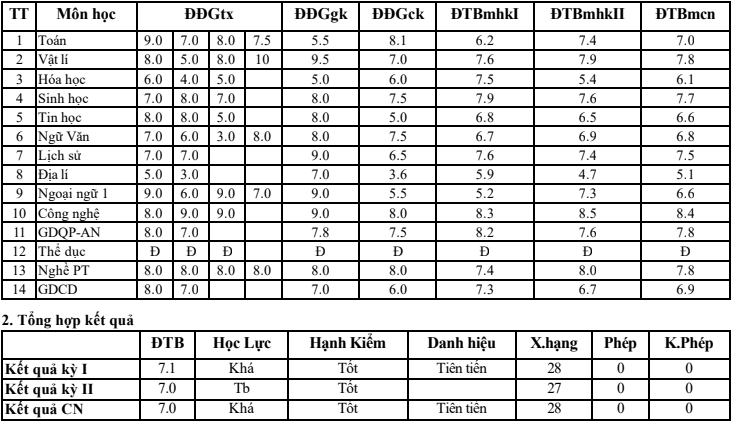 TT Môn học ĐĐGtx ĐĐGgk ĐĐGck ĐTBmhkI ĐTBmhkII ĐTBmcn
1 Toán 9.0 7.0 8.0 7.5 5.5 8.1 6.2 7.4 7.0
2 Vật lí 8.0 5.0 8.0 10 9.5 7.0 7.6 7.9 7.8
3 Hóa học 6.0 4.0 5.0 5.0 6.0 7.5 5.4 6.1
4 Sinh học 7.0 8.0 7.0 8.0 7.5 7.9 7.6 7.7
5 Tin học 8.0 8.0 5.0 8.0 5.0 6.8 6.5 6.6
6 Ngữ Văn 7.0 6.0 3.0 8.0 8.0 7.5 6.7 6.9 6.8
7 Lịch sử 7.0 7.0 9.0 6.5 7.6 7.4 7.5
8 Địa lí 5.0 3.0 7.0 3.6 5.9 4.7 5.1
9 Ngoại ngữ 1 9.0 6.0 9.0 7.0 9.0 5.5 5.2 7.3 6.6
10 Công nghệ 8.0 9.0 9.0 9.0 8.0 8.3 8.5 8.4
11 GDQP-AN 8.0 7.0 7.8 7.5 8.2 7.6 7.8
12 Thể dục Đ Đ Đ Đ Đ Đ Đ Đ
13 Nghề PT 8.0 8.0 8.0 8.0 8.0 8.0 7.4 8.0 7.8
14 GDCD 8.0 7.0 7.0 6.0 7.3 6.7 6.9
2. Tổng hợp kết quả
ĐTB Học Lực Hạnh Kiểm Danh hiệu X.hạng Phép K.Phép
Kết quả kỳ I 7.1 Khá Tốt Tiên tiến 28 0 0
Kết quả kỳ II 7.0 Tb Tốt 27 0 0
Kết quả CN 7.0 Khá Tốt Tiên tiến 28 0 0